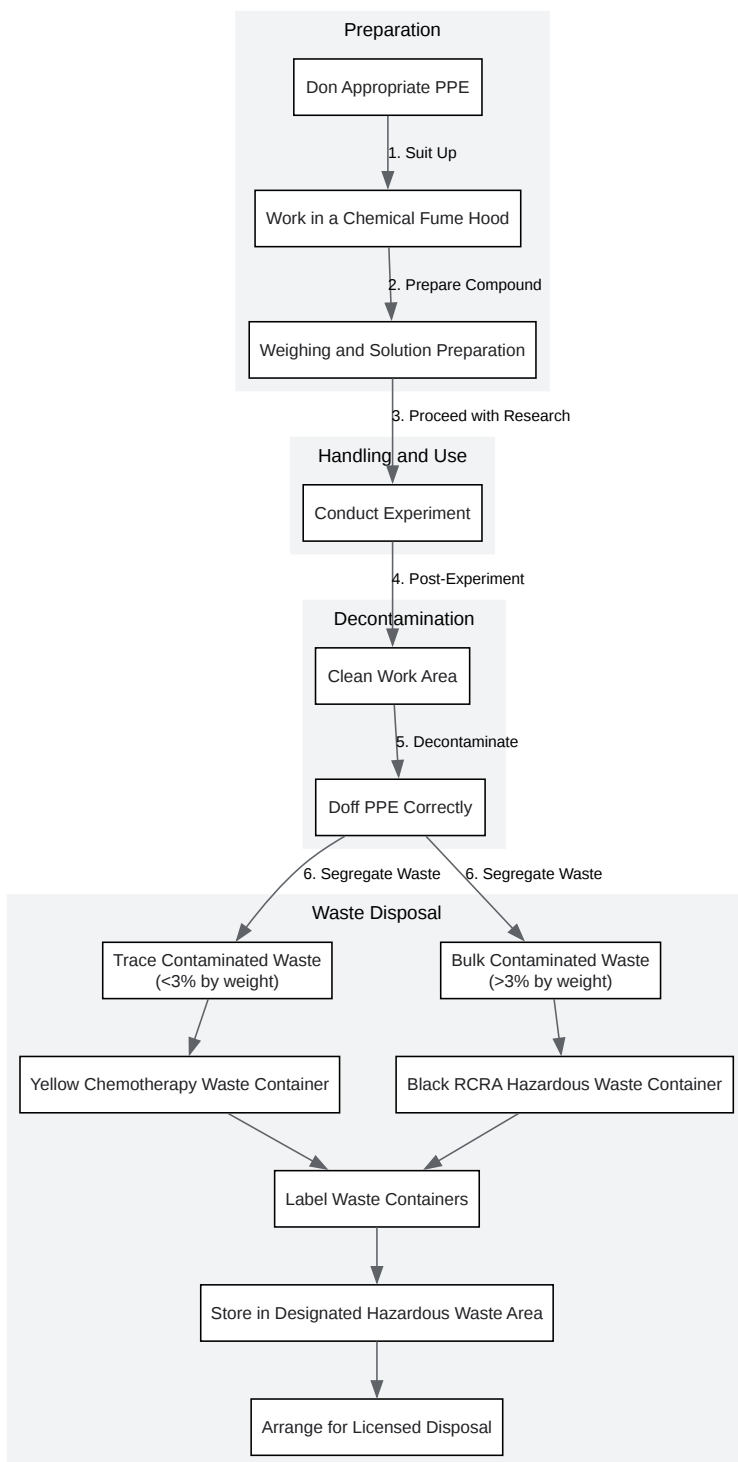 Preparation
Don Appropriate PPE
1. Suit Up
Work in a Chemical Fume Hood
2. Prepare Compound
Weighing and Solution Preparation
3. Proceed with Research
Handling and Use
Conduct Experiment
4. Post-Experiment
Decontamination
Clean Work Area
5. Decontaminate
Doff PPE Correctly
6. Segregate Waste
6. Segregate Waste
Waste Disposal
Trace Contaminated Waste
(<3% by weight)
Bulk Contaminated Waste
(>3% by weight)
Yellow Chemotherapy Waste Container
Black RCRA Hazardous Waste Container
Label Waste Containers
Store in Designated Hazardous Waste Area
Arrange for Licensed Disposal